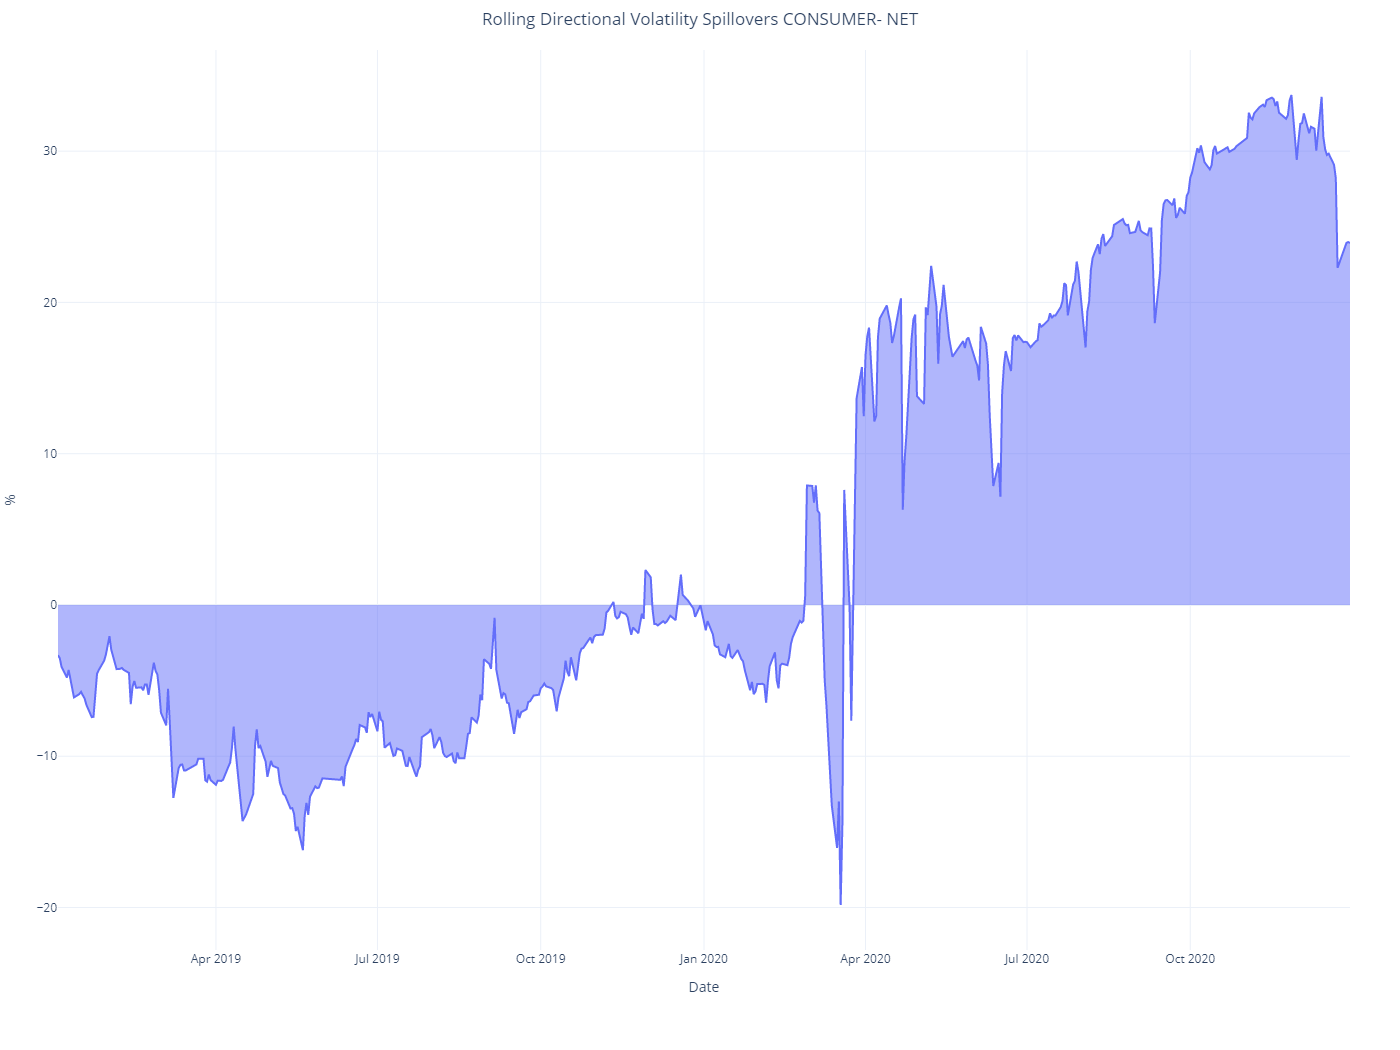 Rolling Directional Volatility Spillovers CONSUMER- NET
30
20
10
0
−10
−20
%
Apr 2019
Jul 2019
Oct 2019
Jan 2020
Apr 2020
Jul 2020
Oct 2020
Date